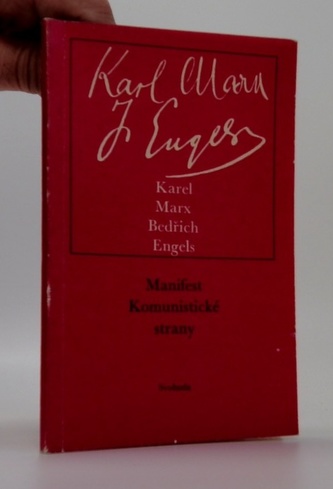 Karl Marx
F Engels
Karel
Marx
Bedřich
Engels
Manifest
Komunistické
strany
Svoboda